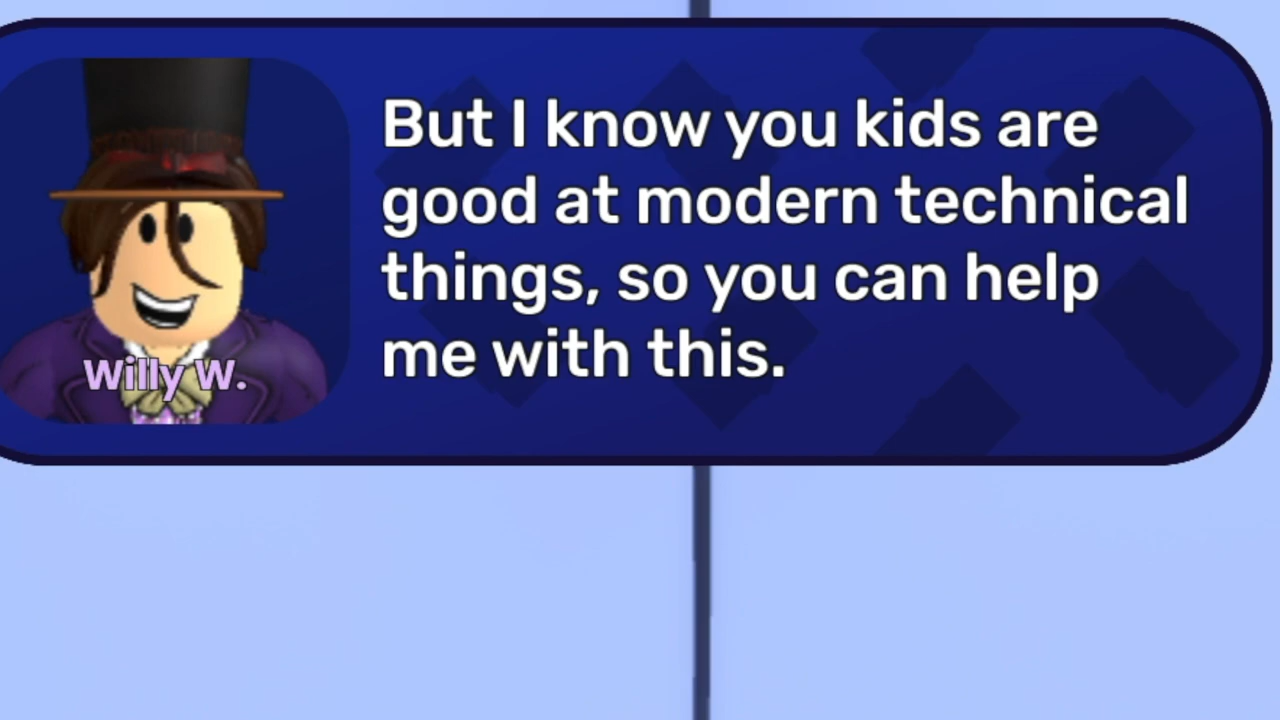 But I know you kids are
good at modern technical
things, so you can help
me with this.
Willy W.